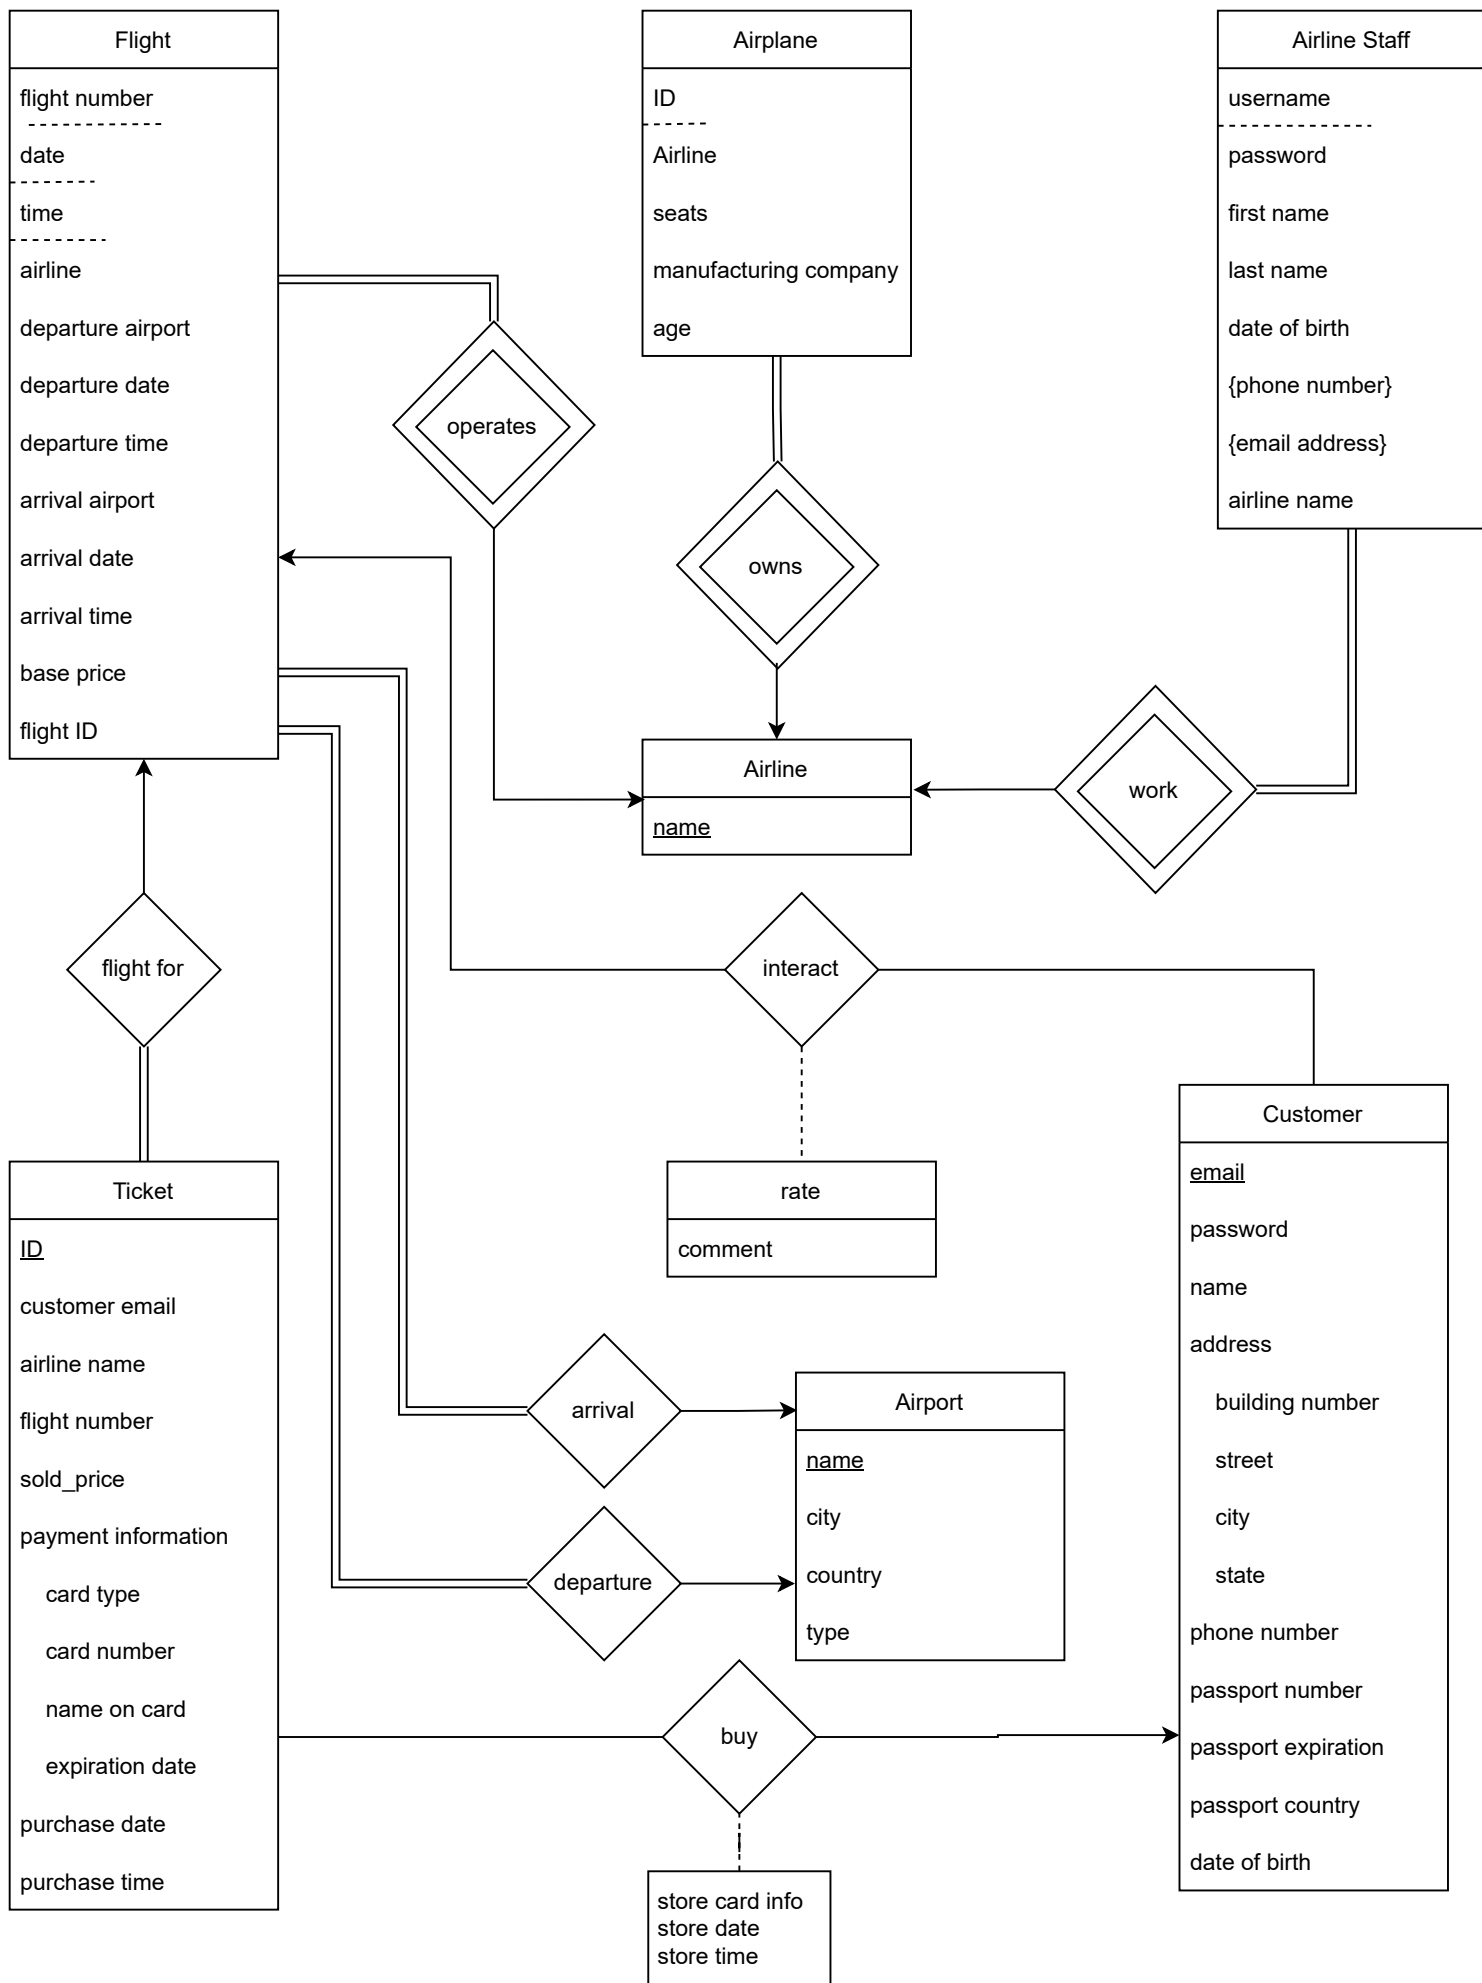 Flight
flight number
date
time
airline
departure airport
departure date
departure time
arrival airport
arrival date
arrival time
base price
flight ID
Airplane
ID
Airline
seats
manufacturing company
age
Airline Staff
username
password
first name
last name
date of birth
{phone number}
{email address}
airline name
operates
owns
work
Airline
name
flight for
interact
rate
comment
Ticket
ID
customer email
airline name
flight number
sold_price
payment information
card type
card number
name on card
expiration date
purchase date
purchase time
arrival
departure
Airport
name
city
country
type
Customer
email
password
name
address
building number
street
city
state
phone number
passport number
passport expiration
passport country
date of birth
buy
store card info
store date
store time